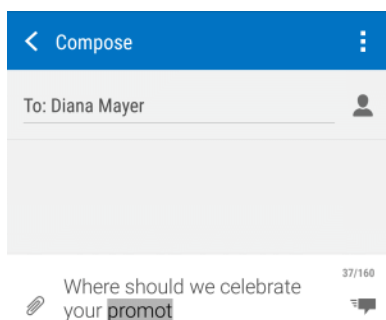 Compose
To: Diana Mayer
37/160
Where should we celebrate
your promot